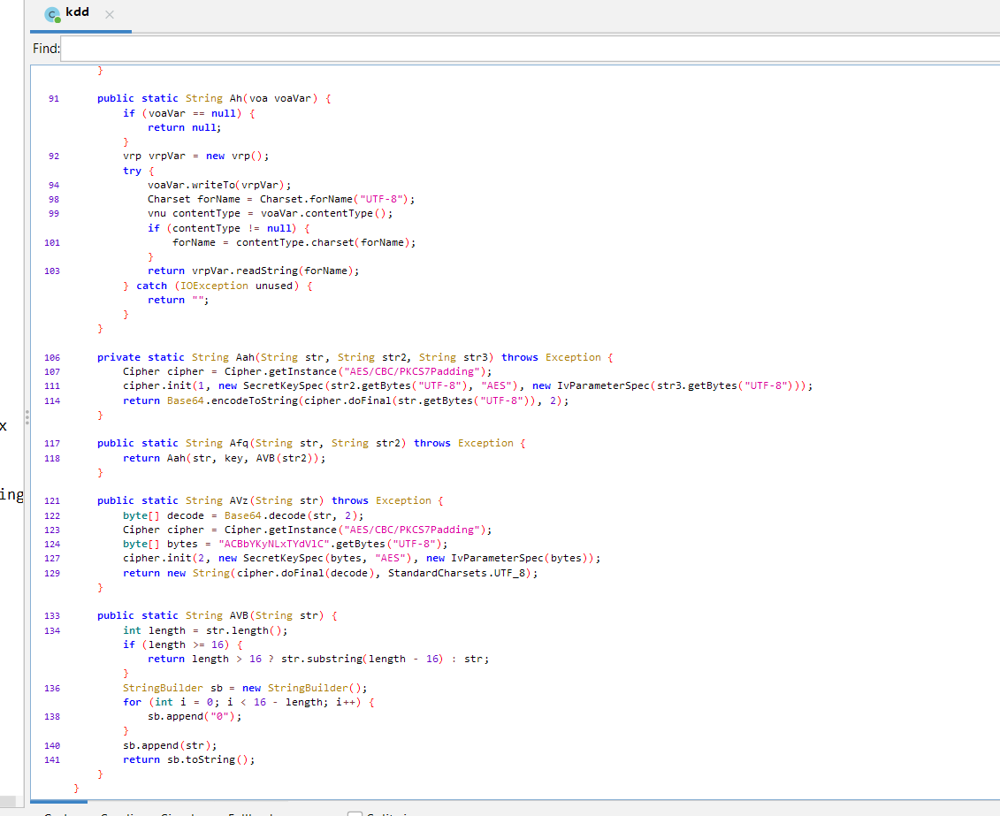 kdd
Find:
}
91 public static String Ah(voa voaVar) {
if (voaVar == null) {
return null;
}
92 vrp vrpVar = new vrp();
try {
94 voaVar.writeTo(vrpVar);
98 Charset forName = Charset.forName("UTF-8");
99 vnu contentType = voaVar.contentType();
if (contentType != null) {
101 forName = contentType.charset(forName);
}
103 return vrpVar.readString(forName);
} catch (IOException unused) {
return "";
}
}
106 private static String Aah(String str, String str2, String str3) throws Exception {
107 Cipher cipher = Cipher.getInstance("AES/CBC/PKCS7Padding");
111 cipher.init(1, new SecretKeySpec(str2.getBytes("UTF-8"), "AES"), new IvParameterSpec(str3.getBytes("UTF-8")));
114 return Base64.encodeToString(cipher.doFinal(str.getBytes("UTF-8")), 2);
}
117 public static String Afq(String str, String str2) throws Exception {
118 return Aah(str, key, AVB(str2));
}
121 public static String AVz(String str) throws Exception {
122 byte[] decode = Base64.decode(str, 2);
123 Cipher cipher = Cipher.getInstance("AES/CBC/PKCS7Padding");
124 byte[] bytes = "ACBbYKyNLxTYdVlC".getBytes("UTF-8");
127 cipher.init(2, new SecretKeySpec(bytes, "AES"), new IvParameterSpec(bytes));
129 return new String(cipher.doFinal(decode), StandardCharsets.UTF_8);
}
133 public static String AVB(String str) {
134 int length = str.length();
if (length >= 16) {
return length > 16 ? str.substring(length - 16) : str;
}
136 StringBuilder sb = new StringBuilder();
for (int i = 0; i < 16 - length; i++) {
138 sb.append("0");
}
140 sb.append(str);
141 return sb.toString();
}
}